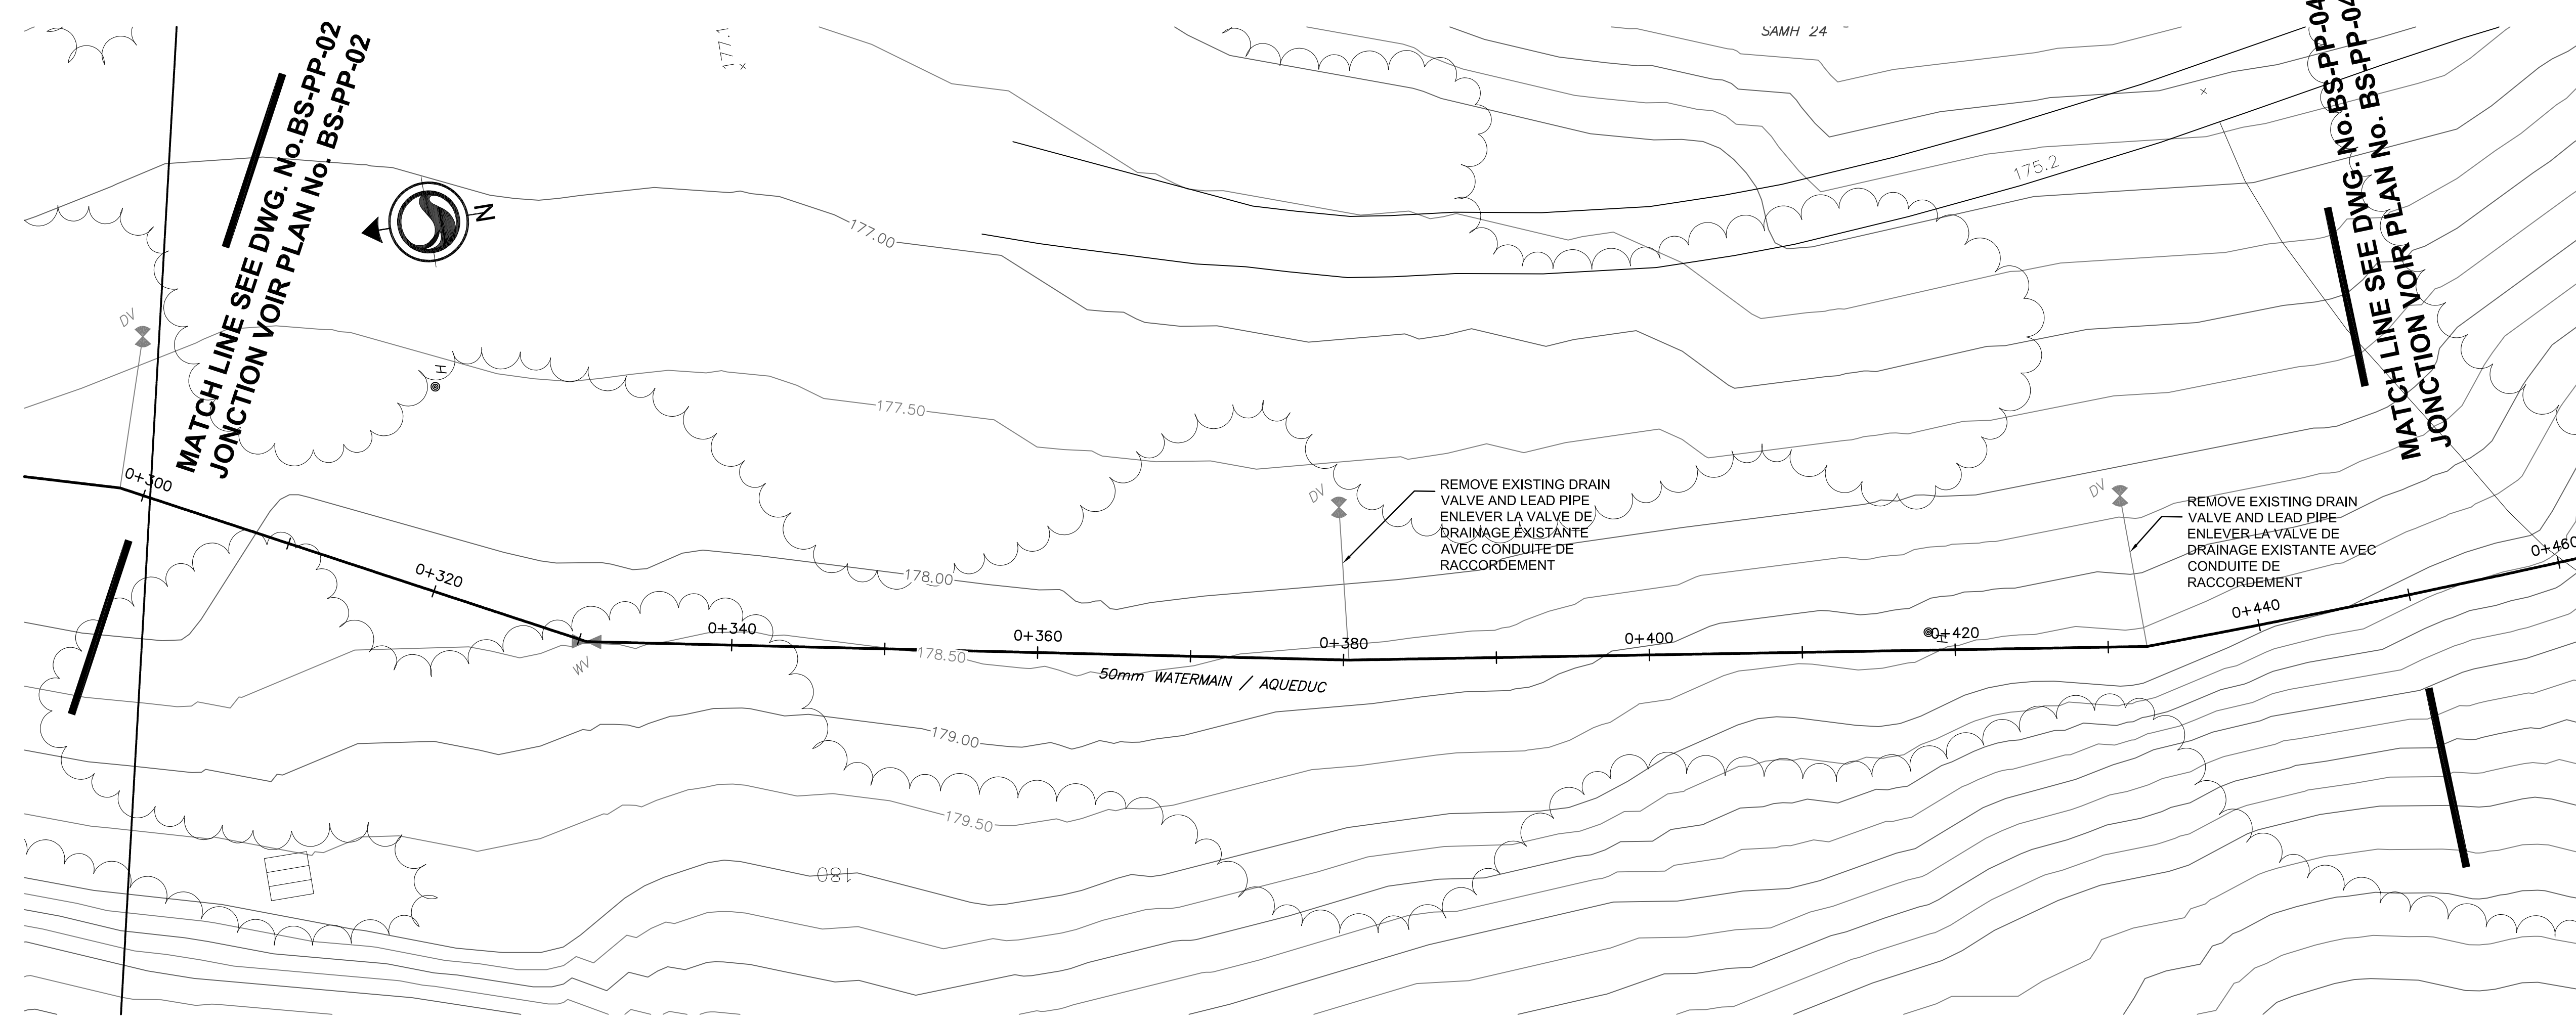 MATCH LINE SEE DWG. No.BS-PP-02
JONCTION VOIR PLAN No. BS-PP-02
177.1
SAMH 24
N
175.2
177.00
DV
H
177.50
0+300
DV
REMOVE EXISTING DRAIN
VALVE AND LEAD PIPE
ENLEVER LA VALVE DE
DRAINAGE EXISTANTE
AVEC CONDUITE DE
RACCORDEMENT
DV
REMOVE EXISTING DRAIN
VALVE AND LEAD PIPE
ENLEVER LA VALVE DE
DRAINAGE EXISTANTE AVEC
CONDUITE DE
RACCORDEMENT
MATCH LINE SEE DWG. No.BS-PP-04
JONCTION VOIR PLAN No. BS-PP-04
0+320
178.00
WV
0+340
178.50
0+360
0+380
0+400
H
0+420
0+440
0+460
50mm WATERMAIN / AQUEDUC
179.00
179.50
180